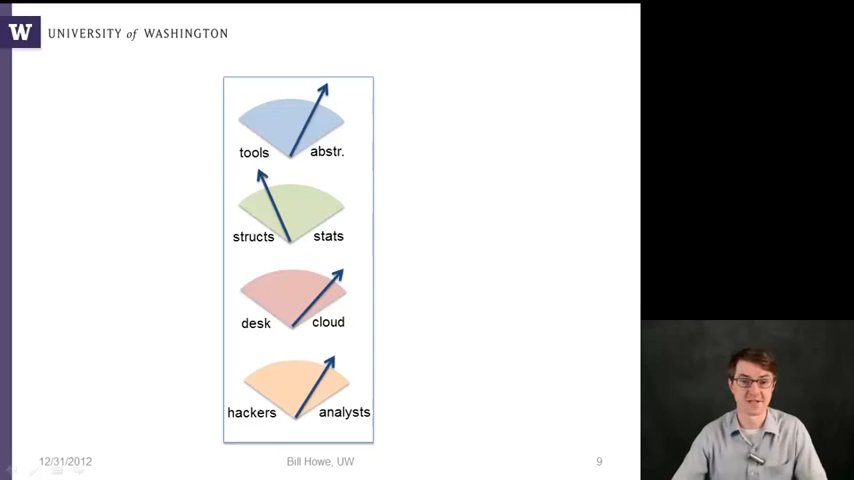 W UNIVERSITY of WASHINGTON
tools abstr.
structs stats
desk cloud
hackers analysts
12/31/2012 Bill Howe, UW 9